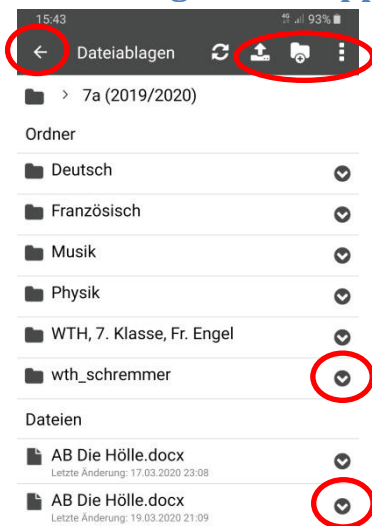 15:43 93%
Dateiablagen
> 7a (2019/2020)
Ordner
Deutsch
Französisch
Musik
Physik
WTH, 7. Klasse, Fr. Engel
wth_schremmer
Dateien
AB Die Hölle.docx
Letzte Änderung: 17.03.2020 23:08
AB Die Hölle.docx
Letzte Änderung: 19.03.2020 21:09